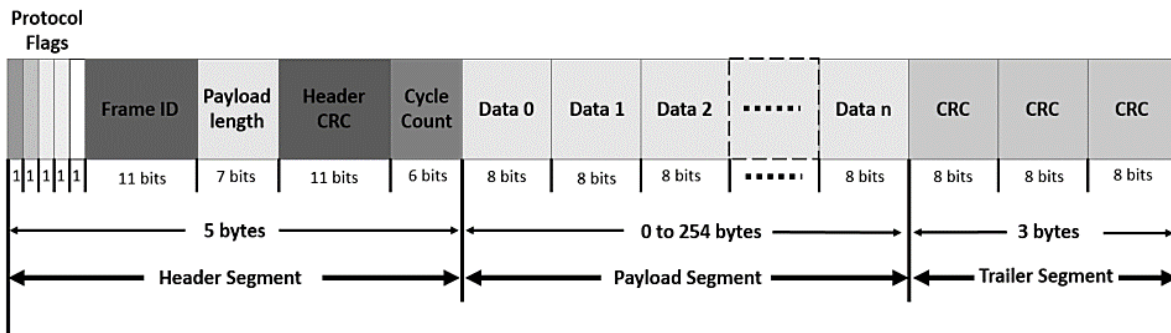 Protocol
Flags
Frame ID
Payload
length
Header
CRC
Cycle
Count
Data 0
Data 1
Data 2
Data n
CRC
CRC
CRC
1 1 1 1 1
11 bits
7 bits
11 bits
6 bits
8 bits
8 bits
8 bits
8 bits
8 bits
8 bits
8 bits
5 bytes
0 to 254 bytes
3 bytes
Header Segment
Payload Segment
Trailer Segment